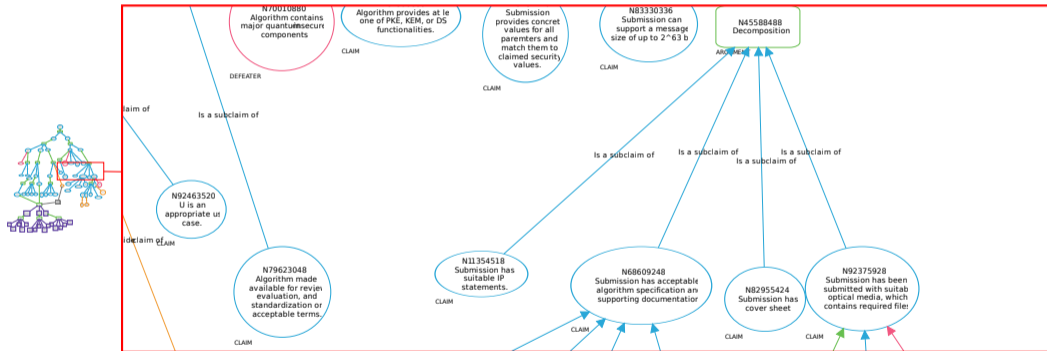 N70010880
Algorithm contains
major quantum insecure
components
DEFEATER
Algorithm provides at le
one of PKE, KEM, or DS
functionalities.
CLAIM
Submission
provides concret
values for all
paremters and
match them to
claimed security
values.
CLAIM
N83330336
Submission can
support a messag
size of up to 2^63 b
CLAIM
N45588488
Decomposition
laim of
Is a subclaim of
Is a subclaim of
Is a subclaim of
Is a subclaim of
Is a subclaim of
N92463520
U is an
appropriate us
case.
CLAIM
claim of
N79623048
Algorithm made
available for review
evaluation, and
standardization on
acceptable terms.
CLAIM
N11354518
Submission has
suitable IP
statements.
CLAIM
N68609248
Submission has acceptable
algorithm specification an
supporting documentation
CLAIM
N82955424
Submission has
cover sheet
CLAIM
N92375928
Submission has been
submitted with suitab
optical media, which
contains required files
CLAIM